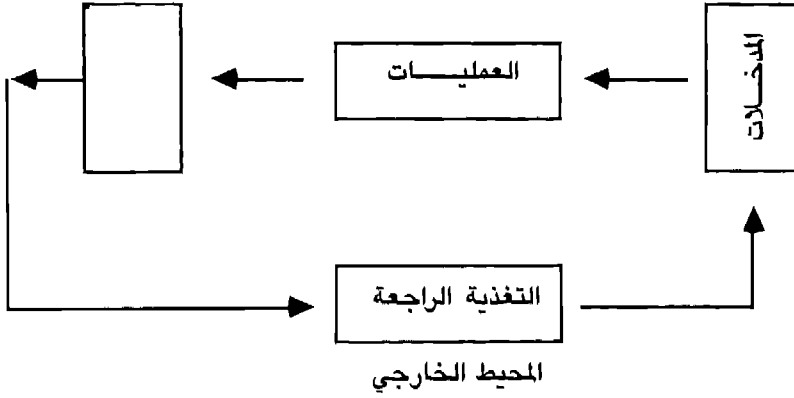 المدخلات
العمليات
التغذية الراجعة
المحيط الخارجي